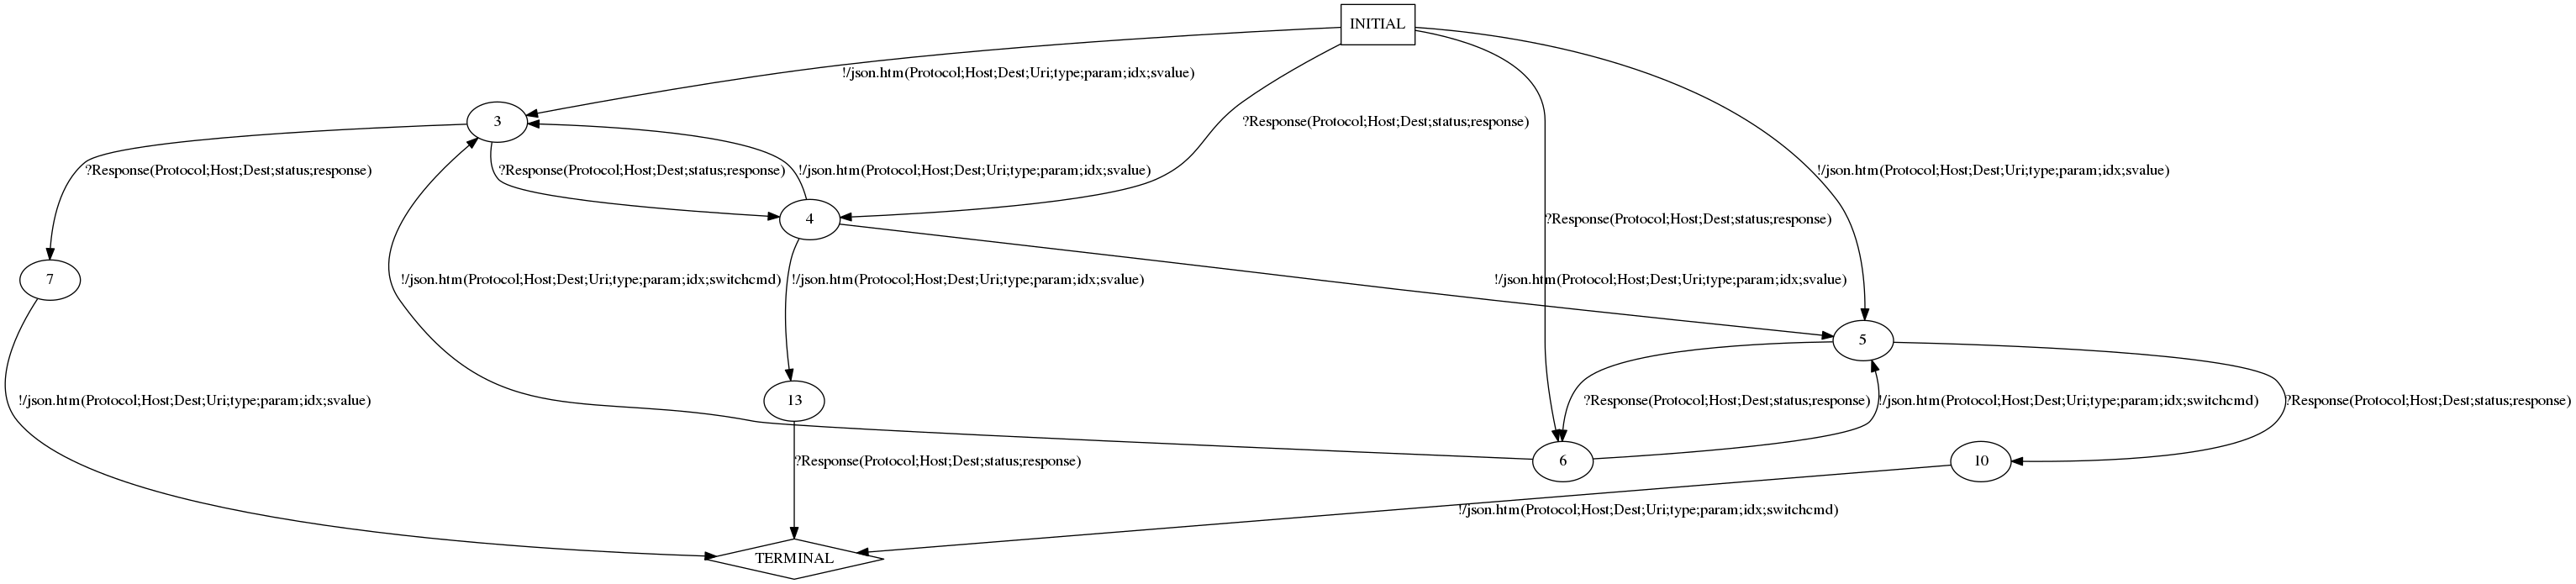 INITIAL
!/json.htm(Protocol;Host;Dest;Uri;type;param;idx;svalue)
3
?Response(Protocol;Host;Dest;status;response)
?Response(Protocol;Host;Dest;status;response)
?Response(Protocol;Host;Dest;status;response)
!/json.htm(Protocol;Host;Dest;Uri;type;param;idx;svalue)
!/json.htm(Protocol;Host;Dest;Uri;type;param;idx;svalue)
4
?Response(Protocol;Host;Dest;status;response)
7
!/json.htm(Protocol;Host;Dest;Uri;type;param;idx;switchcmd)
!/json.htm(Protocol;Host;Dest;Uri;type;param;idx;svalue)
!/json.htm(Protocol;Host;Dest;Uri;type;param;idx;svalue)
5
!/json.htm(Protocol;Host;Dest;Uri;type;param;idx;svalue)
13
?Response(Protocol;Host;Dest;status;response)
!/json.htm(Protocol;Host;Dest;Uri;type;param;idx;switchcmd)
?Response(Protocol;Host;Dest;status;response)
?Response(Protocol;Host;Dest;status;response)
6
10
!/json.htm(Protocol;Host;Dest;Uri;type;param;idx;switchcmd)
TERMINAL